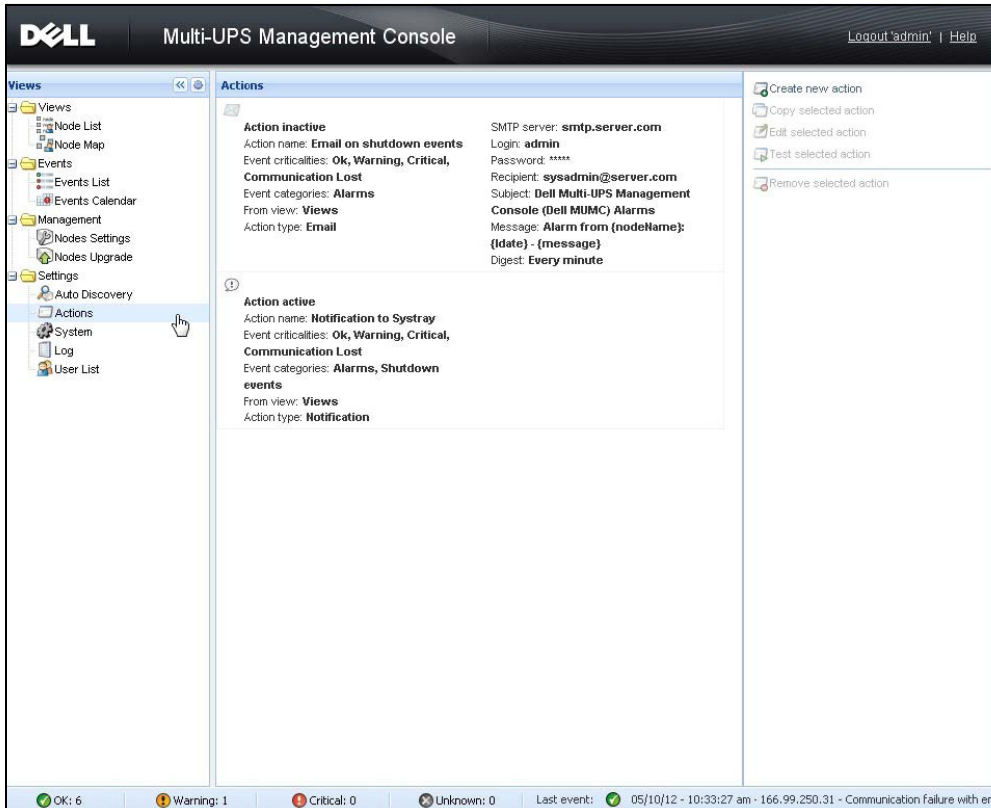 DELL
Multi-UPS Management Console
Logout 'admin' | Help
Views
Views
Node List
Node Map
Events
Events List
Events Calendar
Management
Nodes Settings
Nodes Upgrade
Settings
Auto Discovery
Actions
System
Log
User List
Actions
Action inactive
Action name: Email on shutdown events
Event criticalities: Ok, Warning, Critical,
Communication Lost
Event categories: Alarms
From view: Views
Action type: Email
SMTP server: smtp.server.com
Login: admin
Password: *****
Recipient: sysadmin@server.com
Subject: Dell Multi-UPS Management
Console (Dell MUMC) Alarms
Message: Alarm from {nodeName}:
{ldate} - {message}
Digest: Every minute
Action active
Action name: Notification to Systray
Event criticalities: Ok, Warning, Critical,
Communication Lost
Event categories: Alarms, Shutdown
events
From view: Views
Action type: Notification
Create new action
Copy selected action
Edit selected action
Test selected action
Remove selected action
OK: 6
Warning: 1
Critical: 0
Unknown: 0
Last event: 05/10/12 - 10:33:27 am - 166.99.250.31 - Communication failure with er